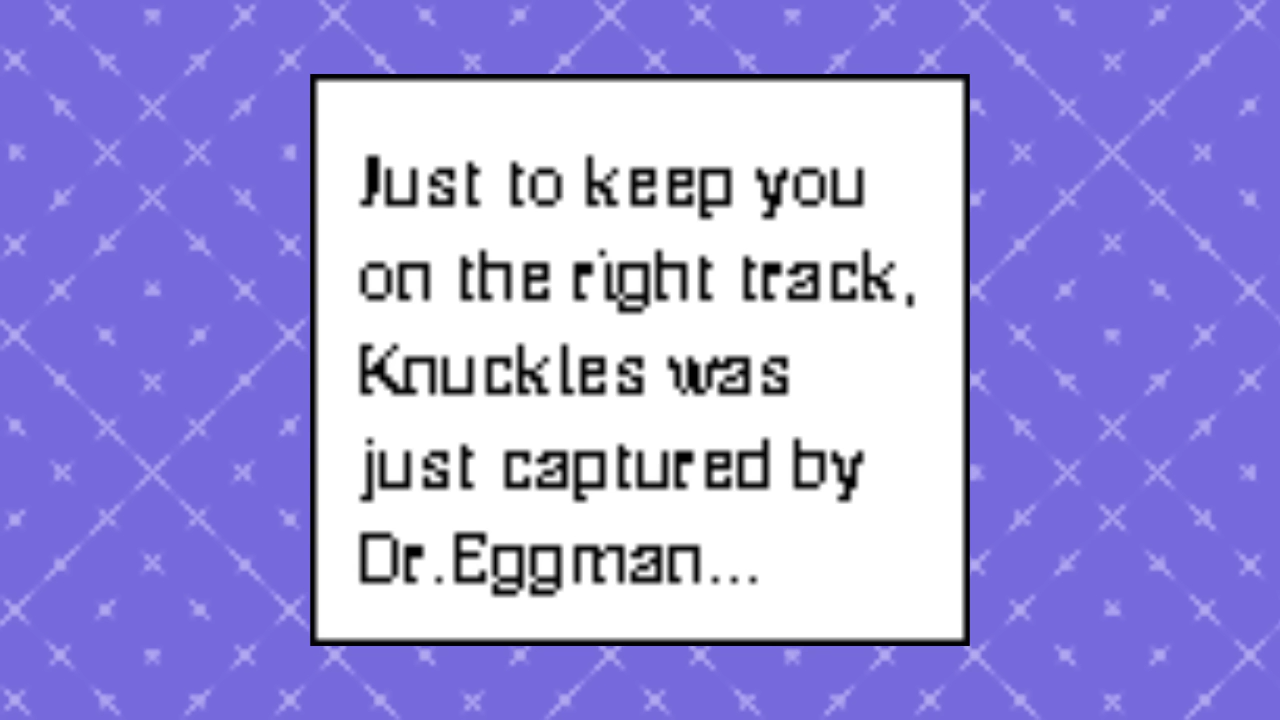 Just to keep you
on the right track,
Knuckles was
just captured by
Dr.Eggman...